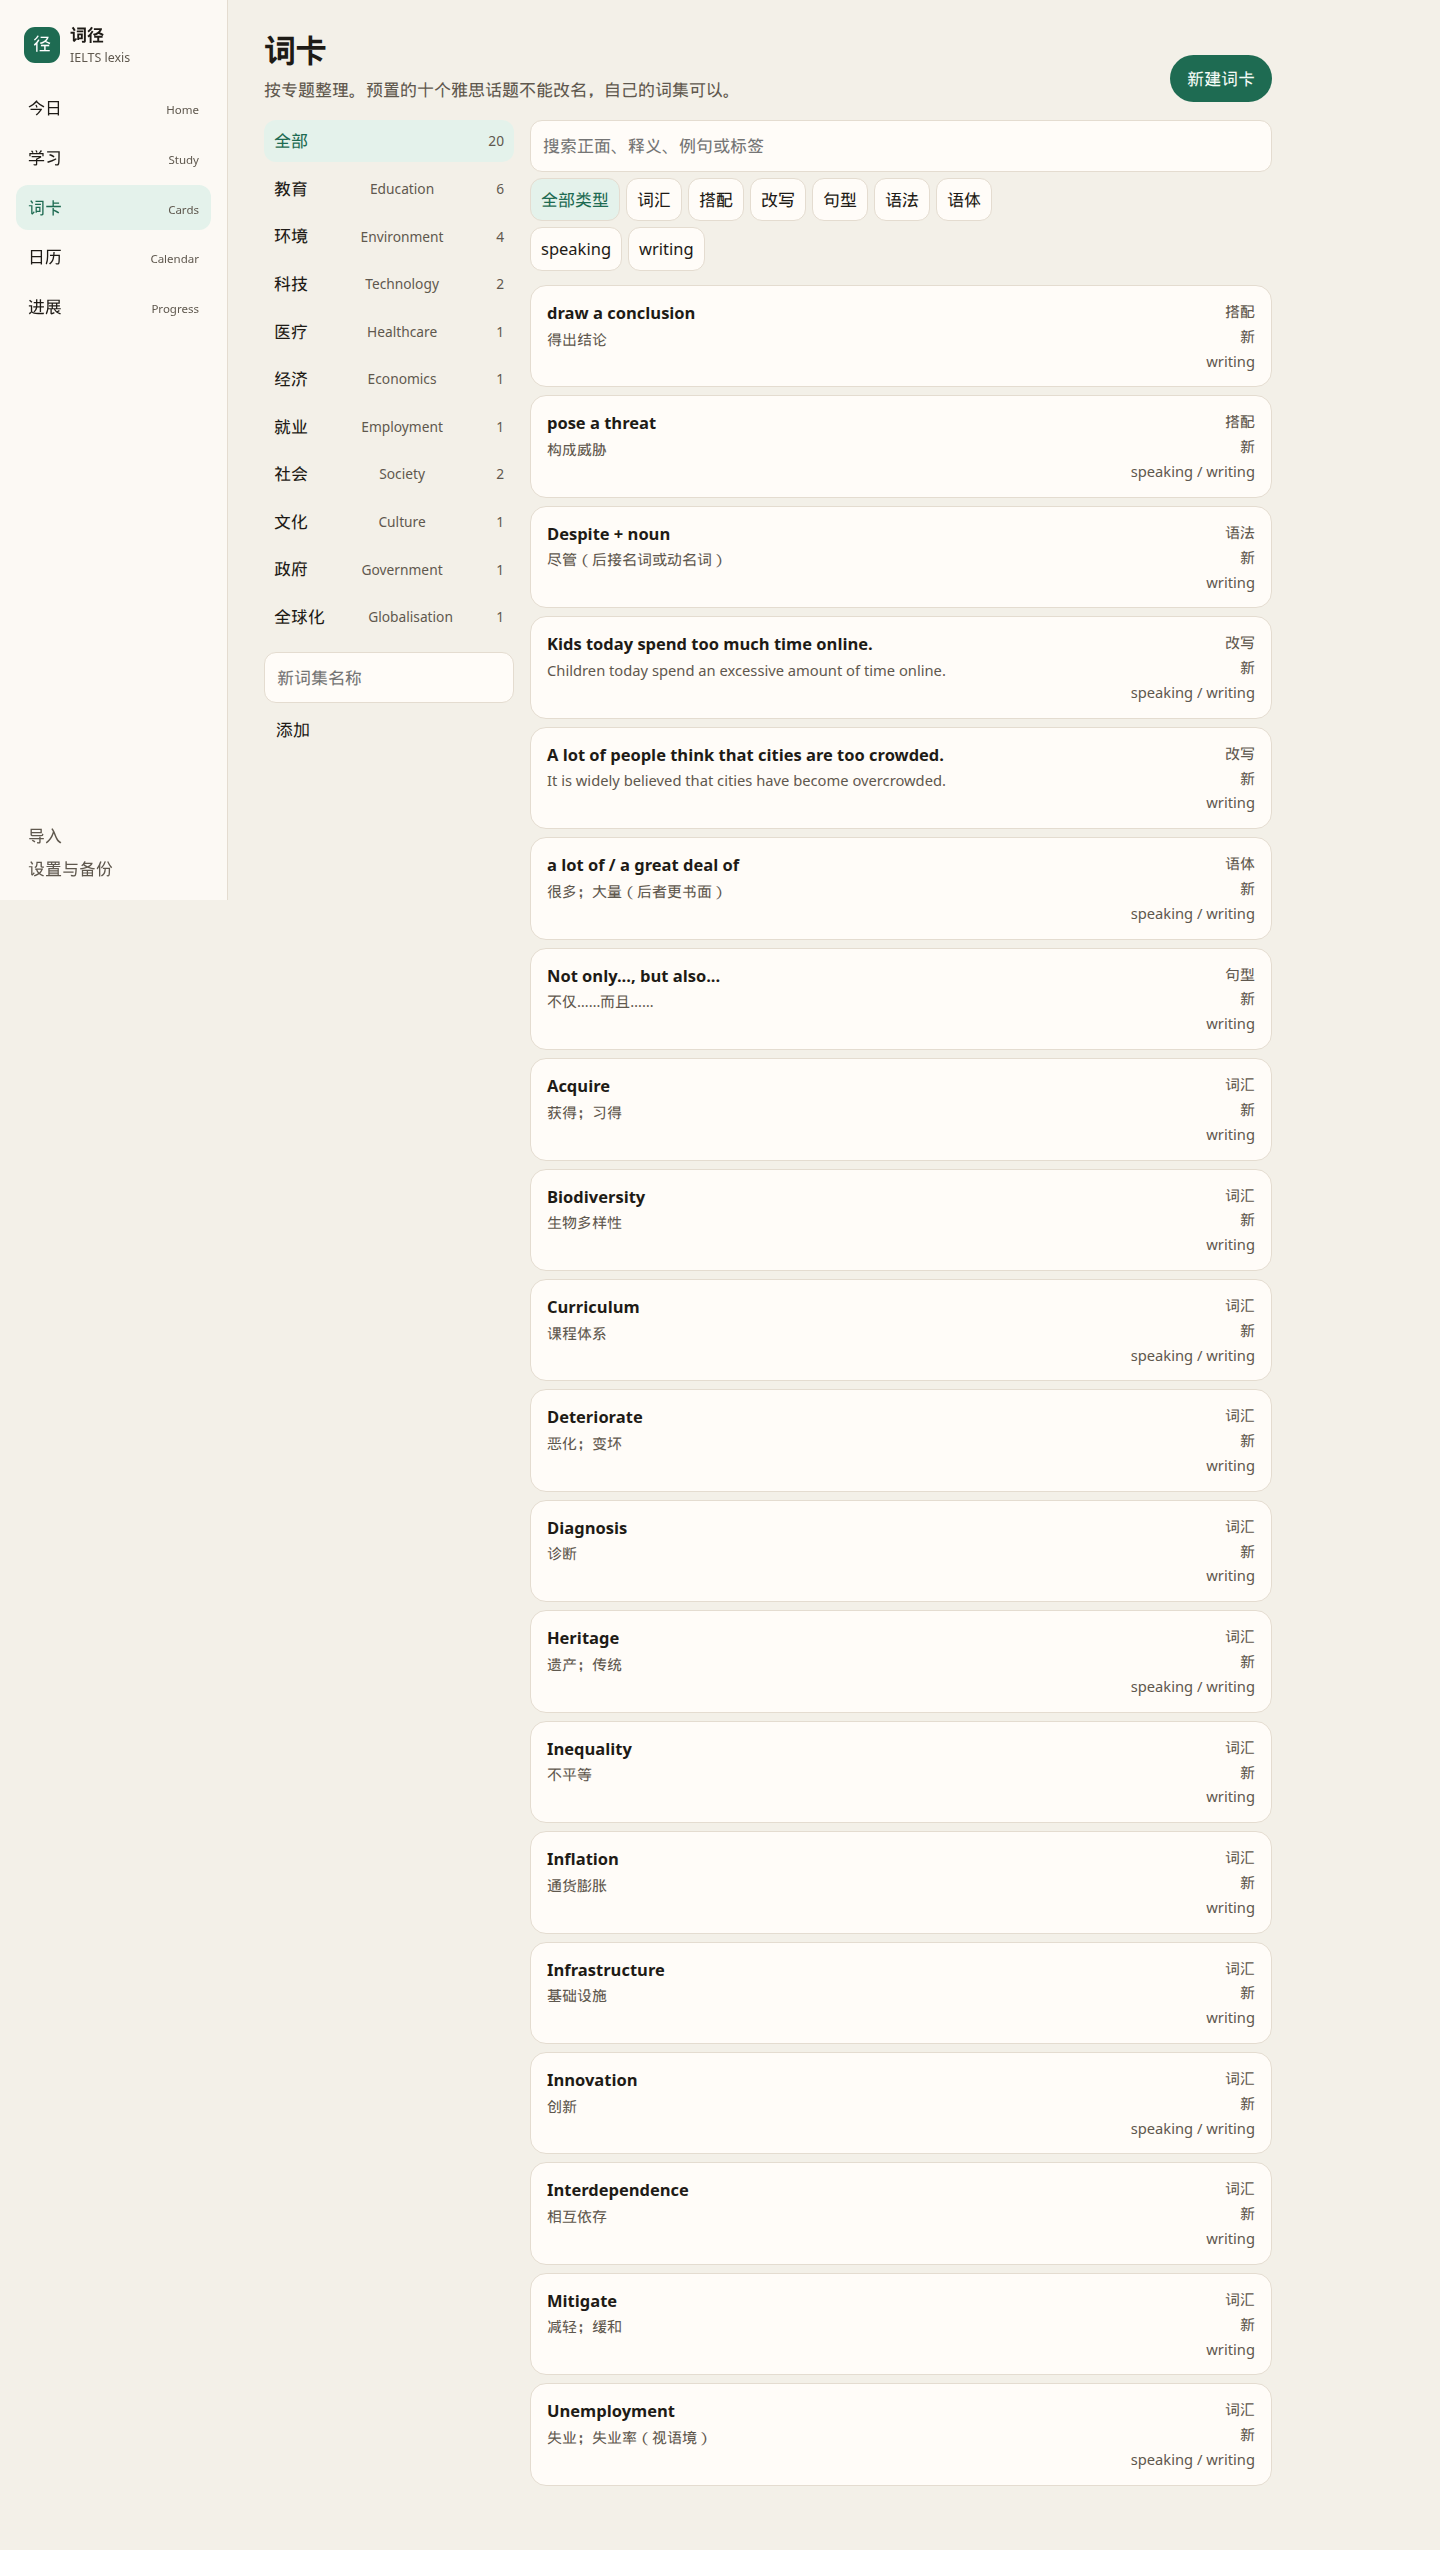 径
词径
IELTS lexis
今日 Home
学习 Study
词卡 Cards
日历 Calendar
进展 Progress
导入
设置与备份
词卡
按专题整理。预置的十个雅思话题不能改名，自己的词集可以。
新建词卡
全部 20
教育 Education 6
环境 Environment 4
科技 Technology 2
医疗 Healthcare 1
经济 Economics 1
就业 Employment 1
社会 Society 2
文化 Culture 1
政府 Government 1
全球化 Globalisation 1
新词集名称
添加
搜索正面、释义、例句或标签
全部类型 词汇 搭配 改写 句型 语法 语体
speaking writing
draw a conclusion
得出结论
搭配
新
writing
pose a threat
构成威胁
搭配
新
speaking / writing
Despite + noun
尽管（后接名词或动名词）
语法
新
writing
Kids today spend too much time online.
Children today spend an excessive amount of time online.
改写
新
speaking / writing
A lot of people think that cities are too crowded.
It is widely believed that cities have become overcrowded.
改写
新
writing
a lot of / a great deal of
很多；大量（后者更书面）
语体
新
speaking / writing
Not only…, but also…
不仅……而且……
句型
新
writing
Acquire
获得；习得
词汇
新
writing
Biodiversity
生物多样性
词汇
新
writing
Curriculum
课程体系
词汇
新
speaking / writing
Deteriorate
恶化；变坏
词汇
新
writing
Diagnosis
诊断
词汇
新
writing
Heritage
遗产；传统
词汇
新
speaking / writing
Inequality
不平等
词汇
新
writing
Inflation
通货膨胀
词汇
新
writing
Infrastructure
基础设施
词汇
新
writing
Innovation
创新
词汇
新
speaking / writing
Interdependence
相互依存
词汇
新
writing
Mitigate
减轻；缓和
词汇
新
writing
Unemployment
失业；失业率（视语境）
词汇
新
speaking / writing